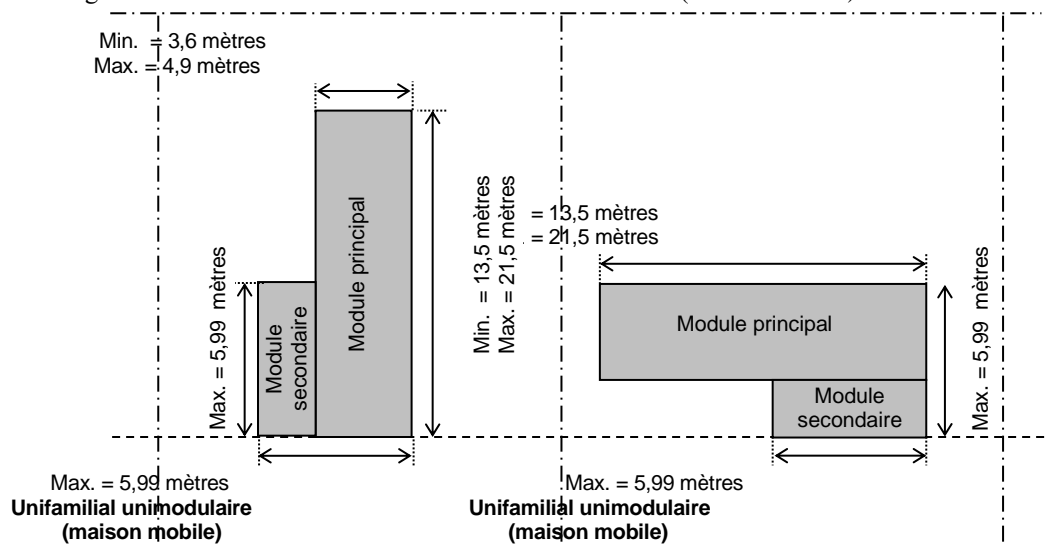 Min. = 3,6 mètres
Max. = 4,9 mètres
Module principal
Module secondaire
Max. = 5,99 mètres
Min. = 13,5 mètres
Max. = 21,5 mètres
= 13,5 mètres
= 21,5 mètres
Module principal
Module
secondaire
Max. = 5,99 mètres
Max. = 5,99 mètres
Unifamilial unimodulaire
(maison mobile)
Max. = 5,99 mètres
Unifamilial unimodulaire
(maison mobile)